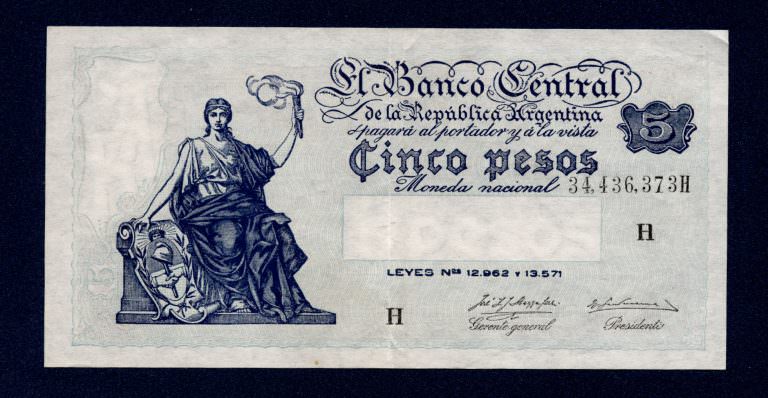 El Banco Central
de la República Argentina
pagará al portador y á la vista
Cinco pesos
Moneda nacional 34,436,373H
5
H
LEYES Nos 12.962 Y 13.571
H
Gerente general
Presidente
5